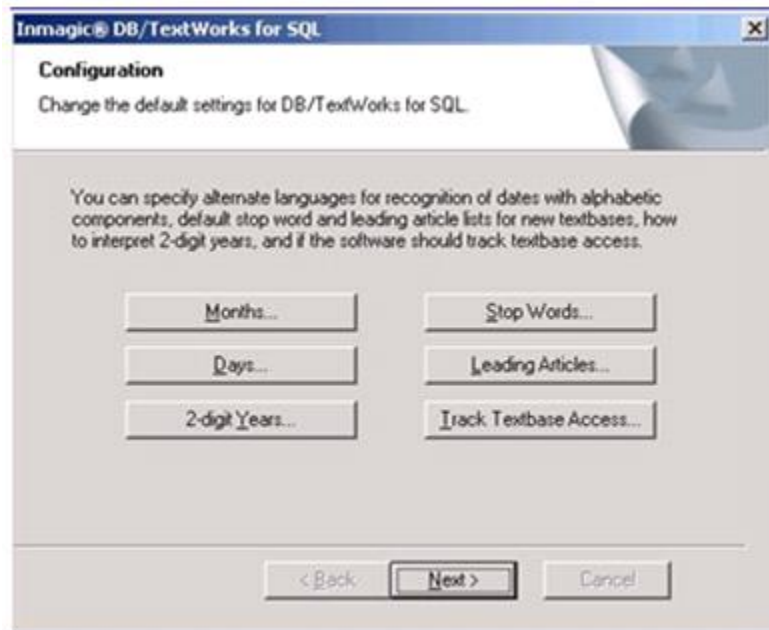 Inmagic® DB/TextWorks for SQL
Configuration
Change the default settings for DB/TextWorks for SQL.
You can specify alternate languages for recognition of dates with alphabetic
components, default stop word and leading article lists for new textbases, how
to interpret 2-digit years, and if the software should track textbase access.
Months...
Stop Words...
Days...
Leading Articles...
2-digit Years...
Track Textbase Access...
< Back
Next >
Cancel